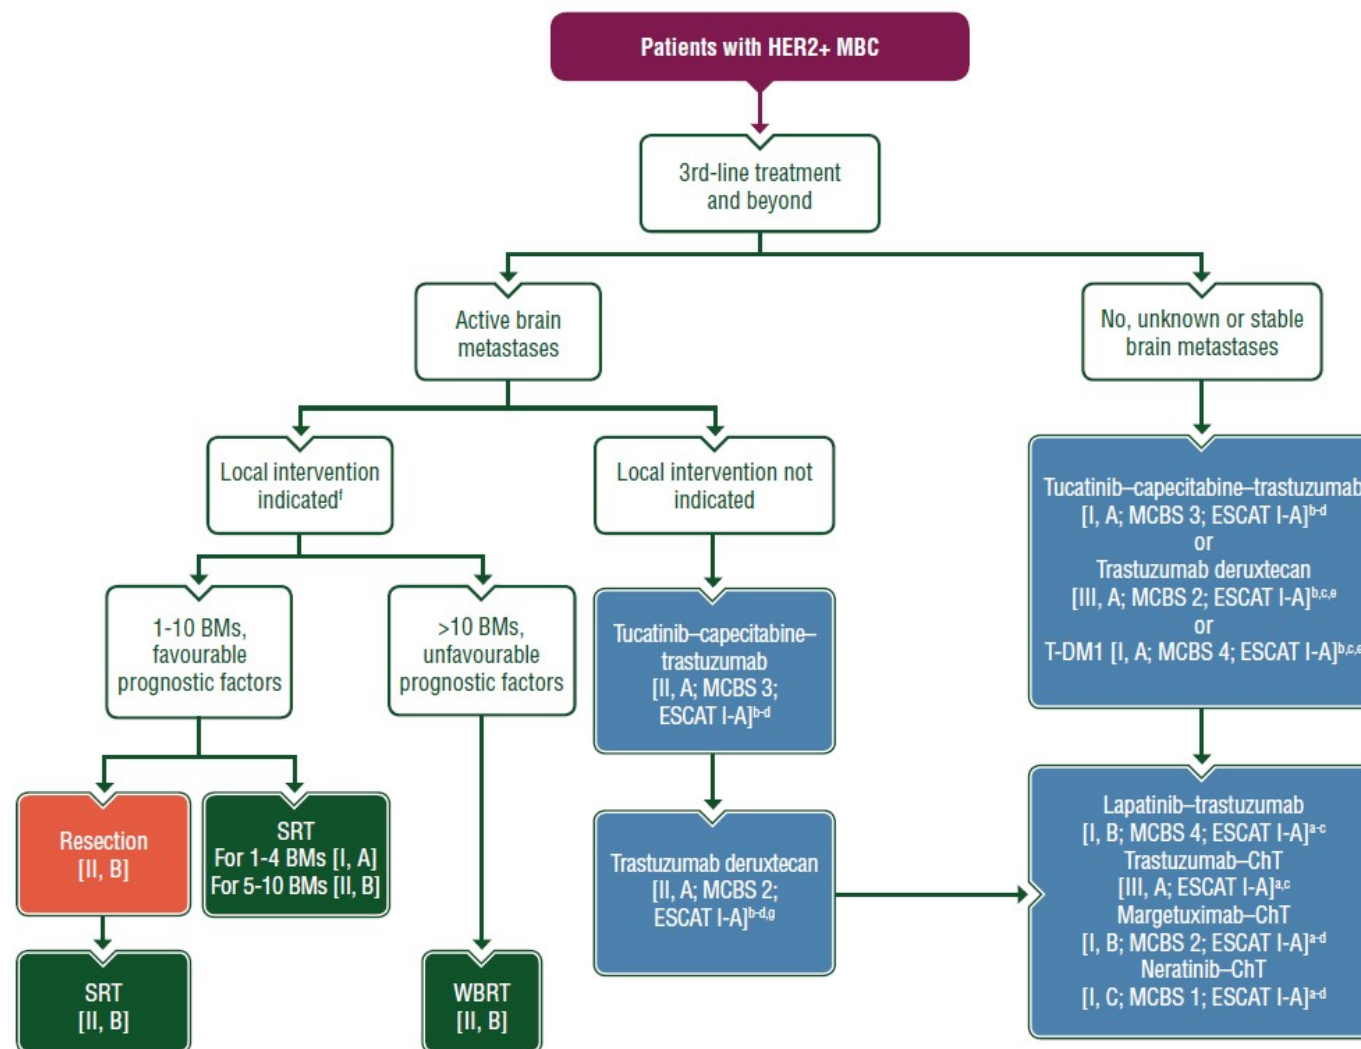 Patients with HER2+ MBC
3rd-line treatment
and beyond
Active brain
metastases
No, unknown or stable
brain metastases
Local intervention
indicatedf
Local intervention not
indicated
1-10 BMs,
favourable
prognostic factors
>10 BMs,
unfavourable
prognostic factors
Resection
[II, B]
SRT
For 1-4 BMs [I, A]
For 5-10 BMs [II, B]
SRT
[II, B]
WBRT
[II, B]
Tucatinib–capecitabine–
trastuzumab
[II, A; MCBS 3;
ESCAT I-A]b-d
Trastuzumab deruxtecan
[II, A; MCBS 2;
ESCAT I-A]b-d,g
Tucatinib–capecitabine–trastuzumab
[I, A; MCBS 3; ESCAT I-A]b-d
or
Trastuzumab deruxtecan
[III, A; MCBS 2; ESCAT I-A]b,c,e
or
T-DM1 [I, A; MCBS 4; ESCAT I-A]b,c,e
Lapatinib–trastuzumab
[I, B; MCBS 4; ESCAT I-A]a-c
Trastuzumab–ChT
[III, A; ESCAT I-A]a,c
Margetuximab–ChT
[I, B; MCBS 2; ESCAT I-A]a-d
Neratinib–ChT
[I, C; MCBS 1; ESCAT I-A]a-d